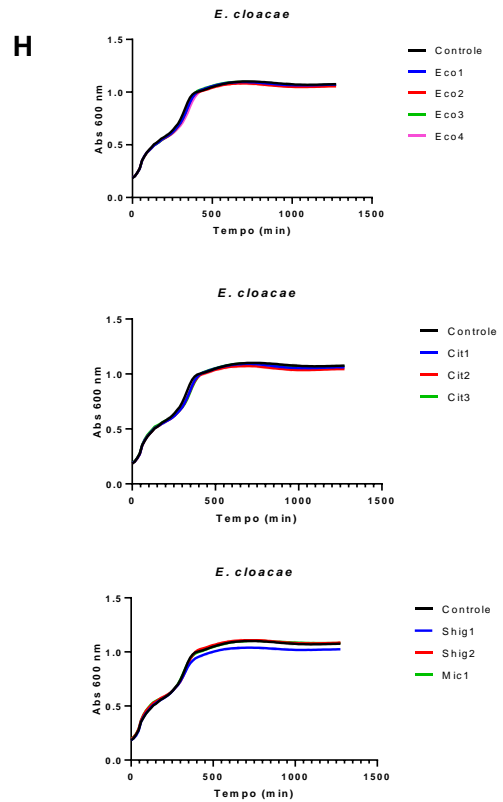 H
E. cloacae
Abs 600 nm
1.5
1.0
0.5
0.0
0
500
1000
1500
Tempo (min)
Controle
Eco1
Eco2
Eco3
Eco4
E. cloacae
Abs 600 nm
1.5
1.0
0.5
0.0
0
500
1000
1500
Tempo (min)
Controle
Cit1
Cit2
Cit3
E. cloacae
Abs 600 nm
1.5
1.0
0.5
0.0
0
500
1000
1500
Tempo (min)
Controle
Shig1
Shig2
Mic1